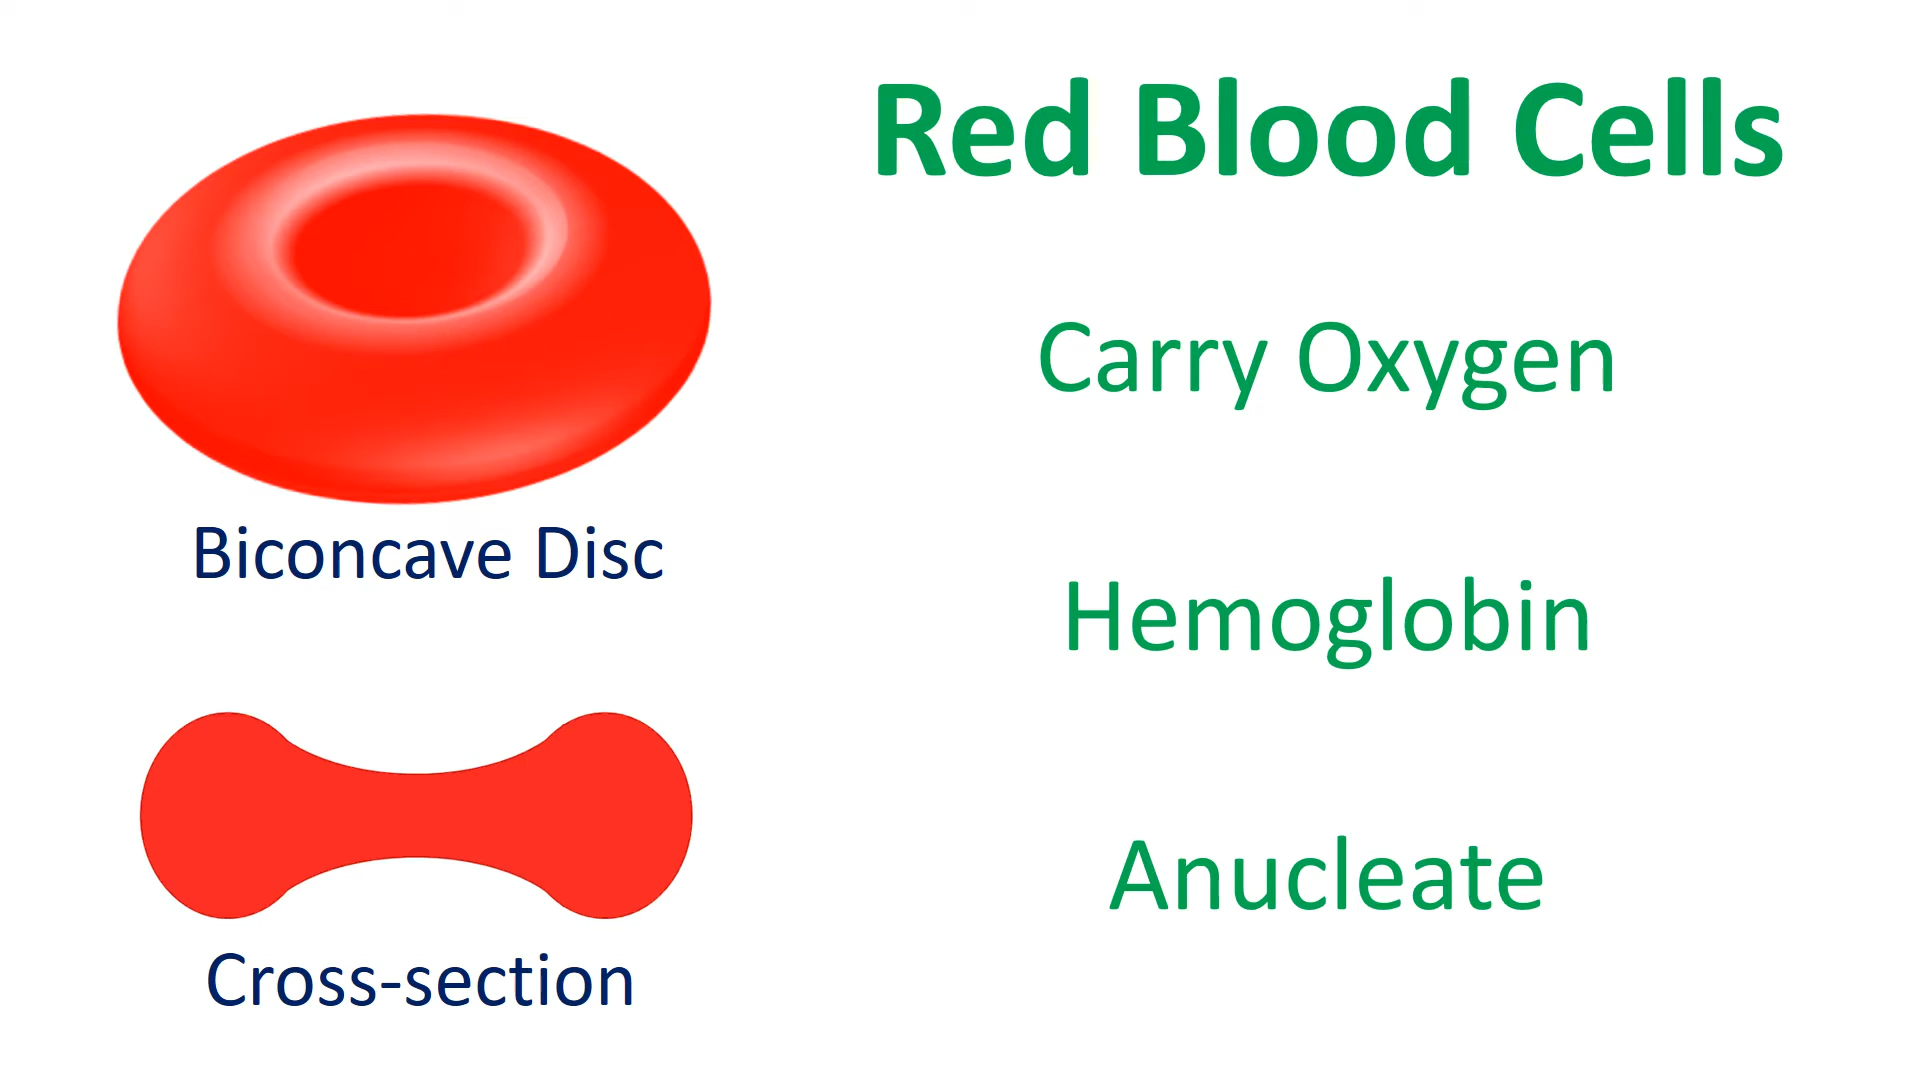 Red Blood Cells
Carry Oxygen
Hemoglobin
Anucleate
Biconcave Disc
Cross-section